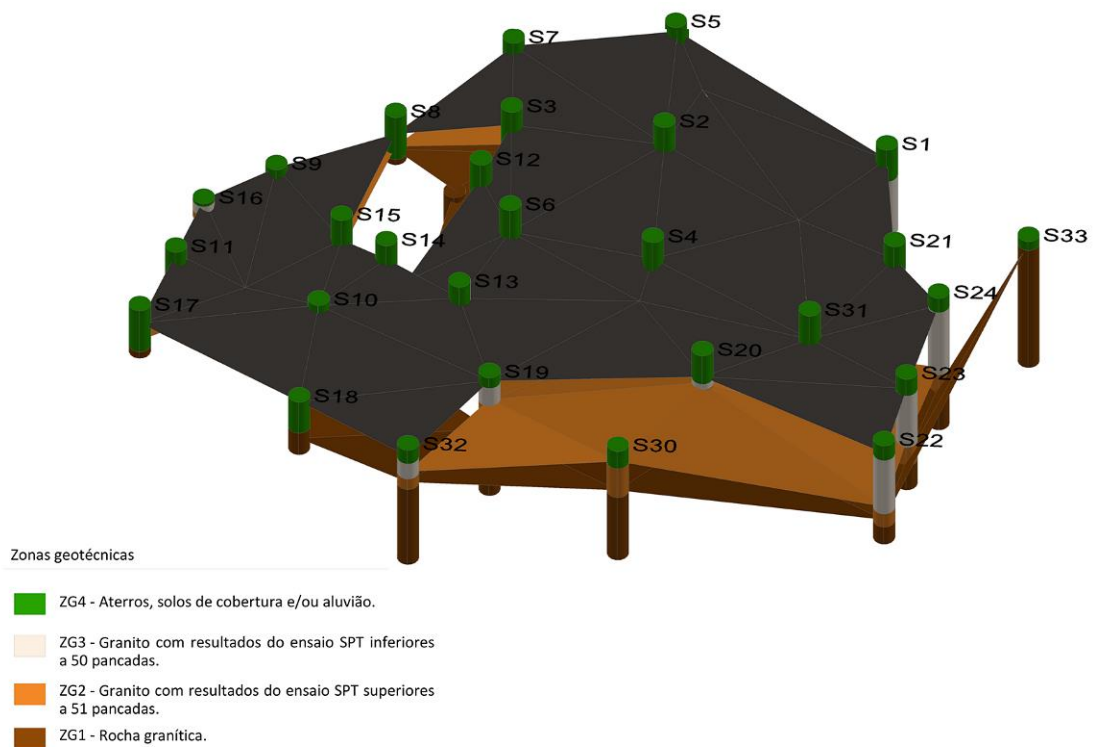 S5
S7
S8
S3
S2
S1
S12
S9
S16
S6
S15
S14
S4
S21
S33
S11
S13
S24
S17
S10
S31
S20
S19
S23
S18
S32
S30
S22
Zonas geotécnicas
ZG4 - Aterros, solos de cobertura e/ou aluvião.
ZG3 - Granito com resultados do ensaio SPT inferiores
a 50 pancadas.
ZG2 - Granito com resultados do ensaio SPT superiores
a 51 pancadas.
ZG1 - Rocha granítica.